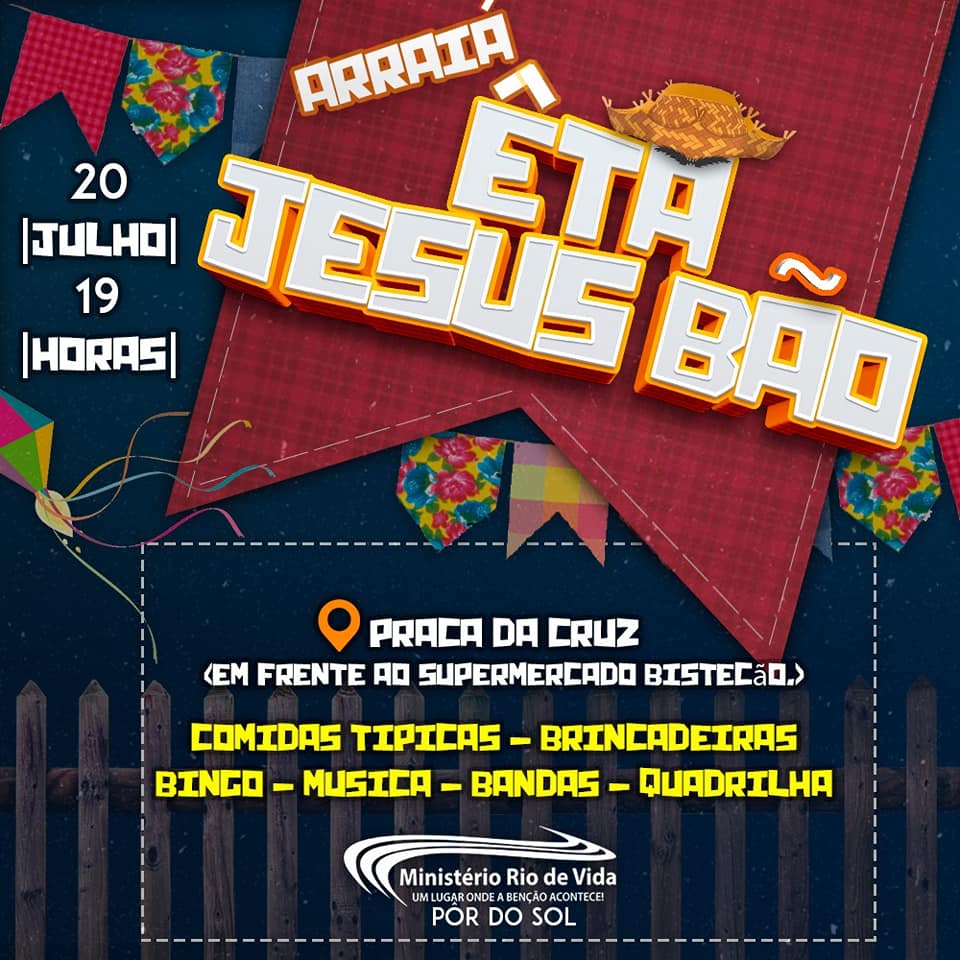 ARRAIÁ
ÊTA
JESUS BÃO
20
|JULHO|
19
|HORAS|
PRACA DA CRUZ
(EM FRENTE AO SUPERMERCADO BISTECãO.)
COMIDAS TIPICAS - BRINCADEIRAS
BINGO - MUSICA - BANDAS - QUADRILHA
Ministério Rio de Vida
UM LUGAR ONDE A BENÇÃO ACONTECE!
PÔR DO SOL